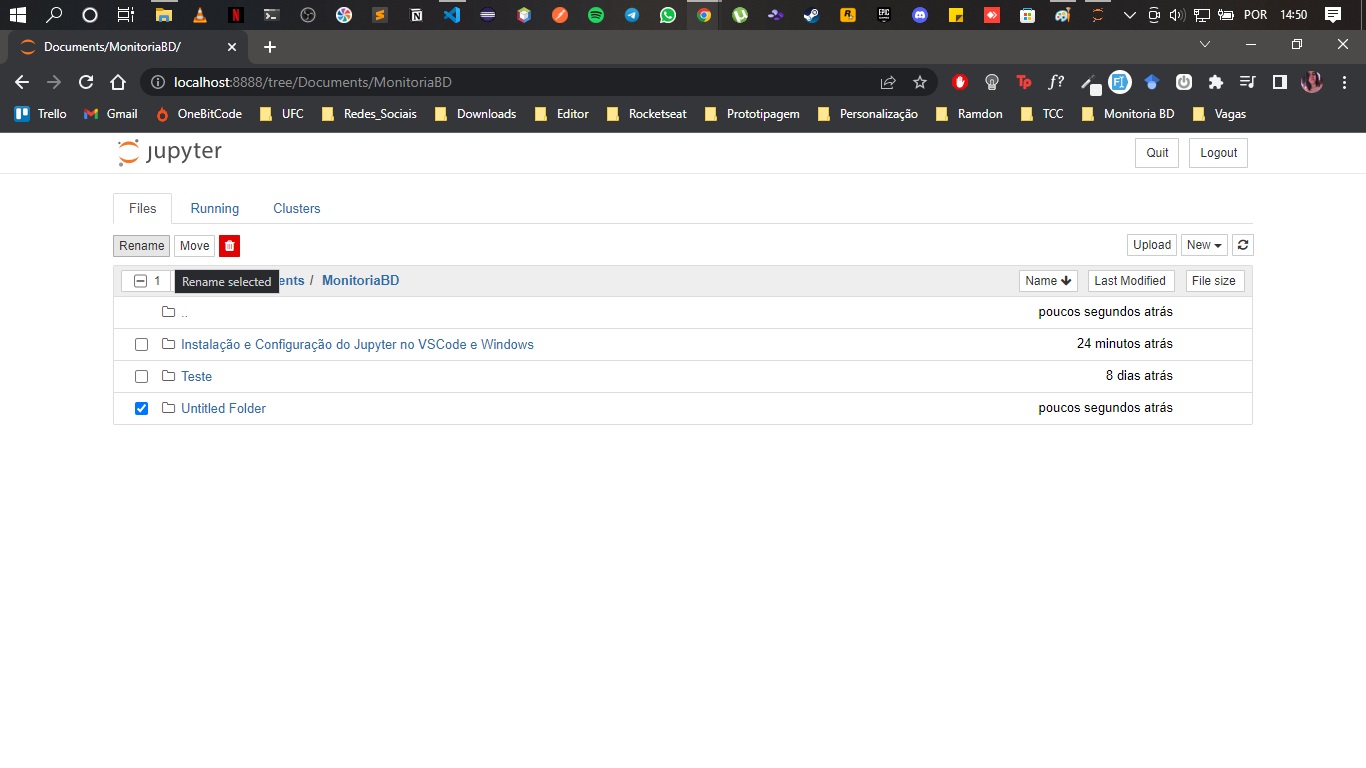 POR 14:50
Documents/MonitoriaBD/
localhost:8888/tree/Documents/MonitoriaBD
Trello Gmail OneBitCode UFC Redes_Sociais Downloads Editor Rocketseat Prototipagem Personalização Ramdon TCC Monitoria BD Vagas
jupyter Quit Logout
Files Running Clusters
Rename Move Upload New
1 Rename selected ents / MonitoriaBD Name Last Modified File size
.. poucos segundos atrás
Instalação e Configuração do Jupyter no VSCode e Windows 24 minutos atrás
Teste 8 dias atrás
Untitled Folder poucos segundos atrás